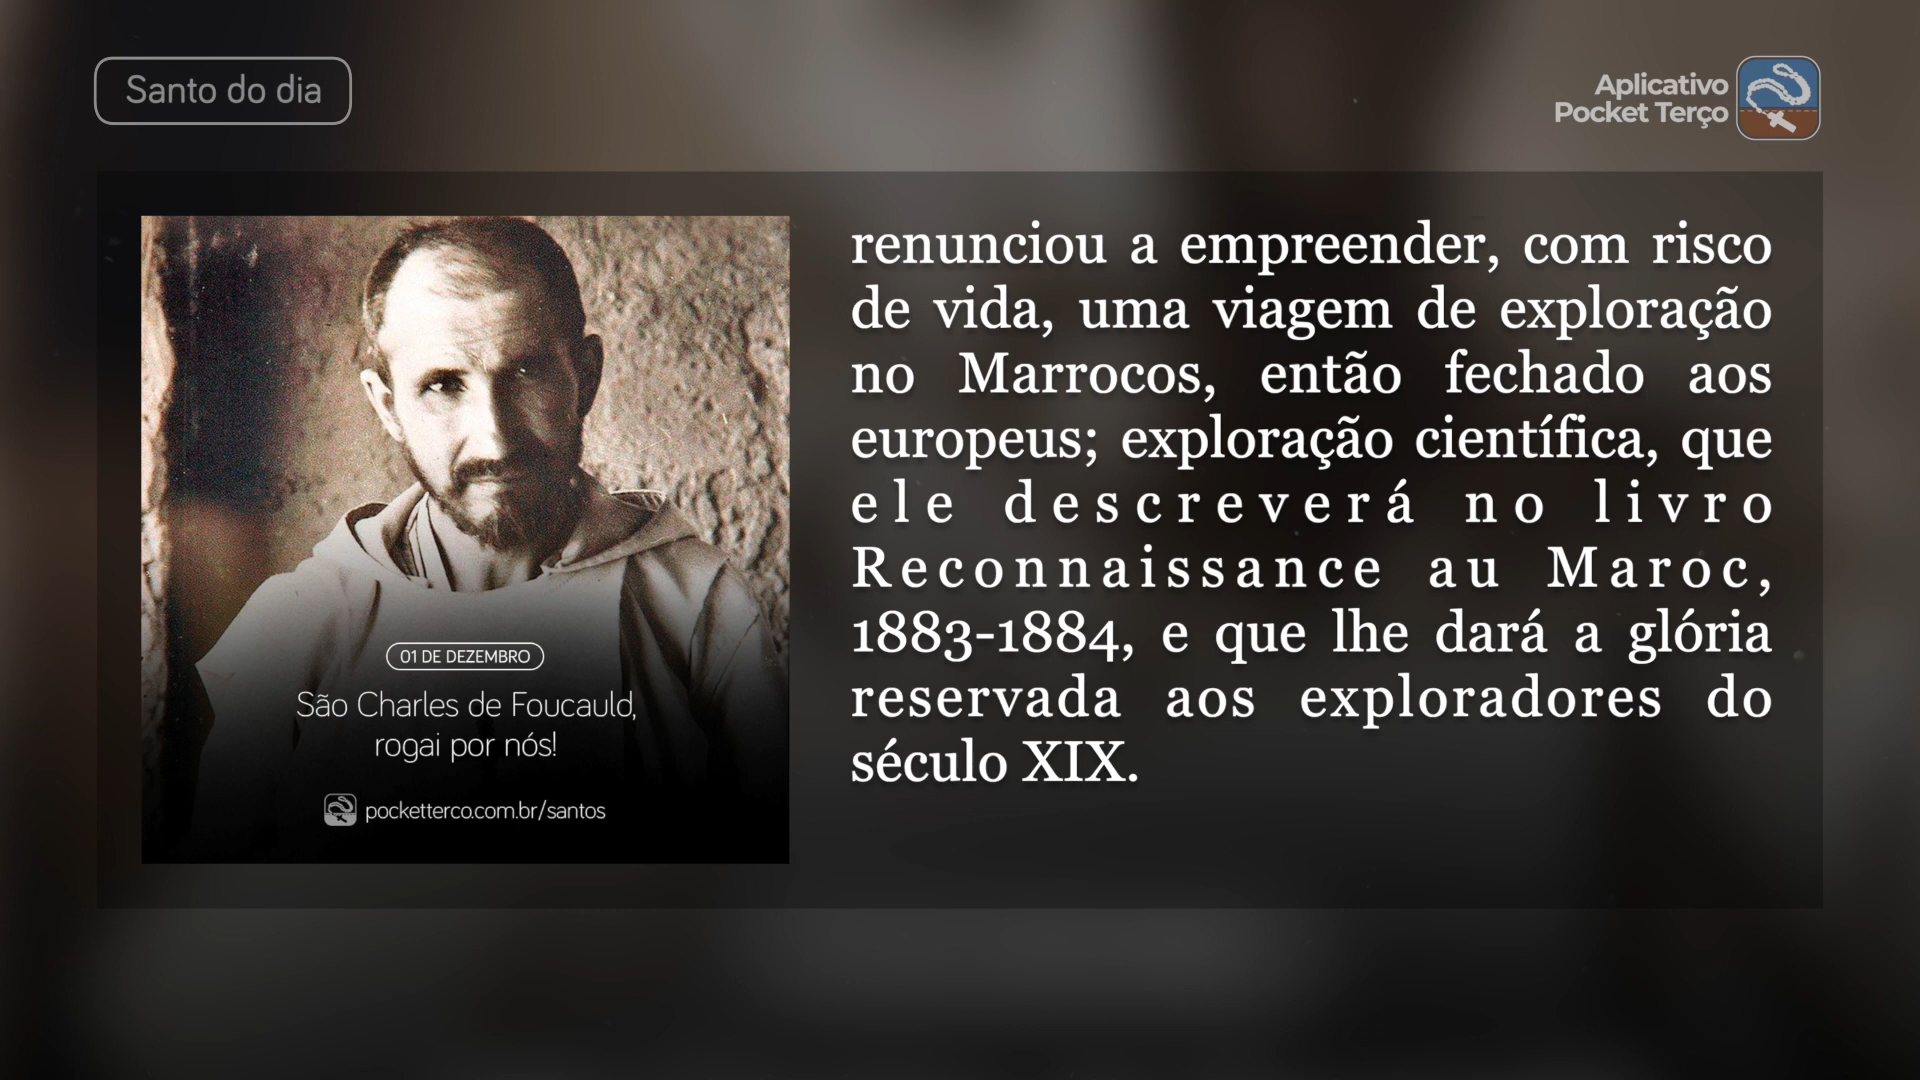 Santo do dia
Aplicativo
Pocket Terço
renunciou a empreender, com risco
de vida, uma viagem de exploração
no Marrocos, então fechado aos
europeus; exploração científica, que
ele descreverá no livro
Reconnaissance au Maroc,
1883-1884, e que lhe dará a glória
reservada aos exploradores do
século XIX.
01 DE DEZEMBRO
São Charles de Foucauld,
rogai por nós!
pocketterco.com.br/santos